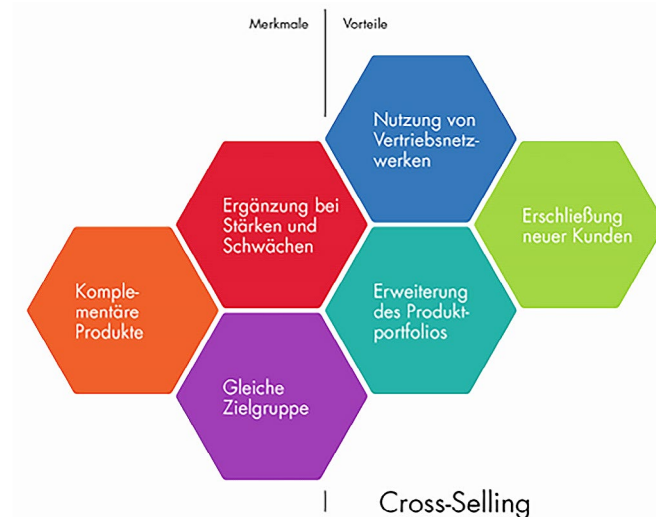 Merkmale
Vorteile
Nutzung von
Vertriebsnetz-
werken
Ergänzung bei
Stärken und
Schwächen
Erschließung
neuer Kunden
Komple-
mentäre
Produkte
Erweiterung
des Produkt-
portfolios
Gleiche
Zielgruppe
Cross-Selling